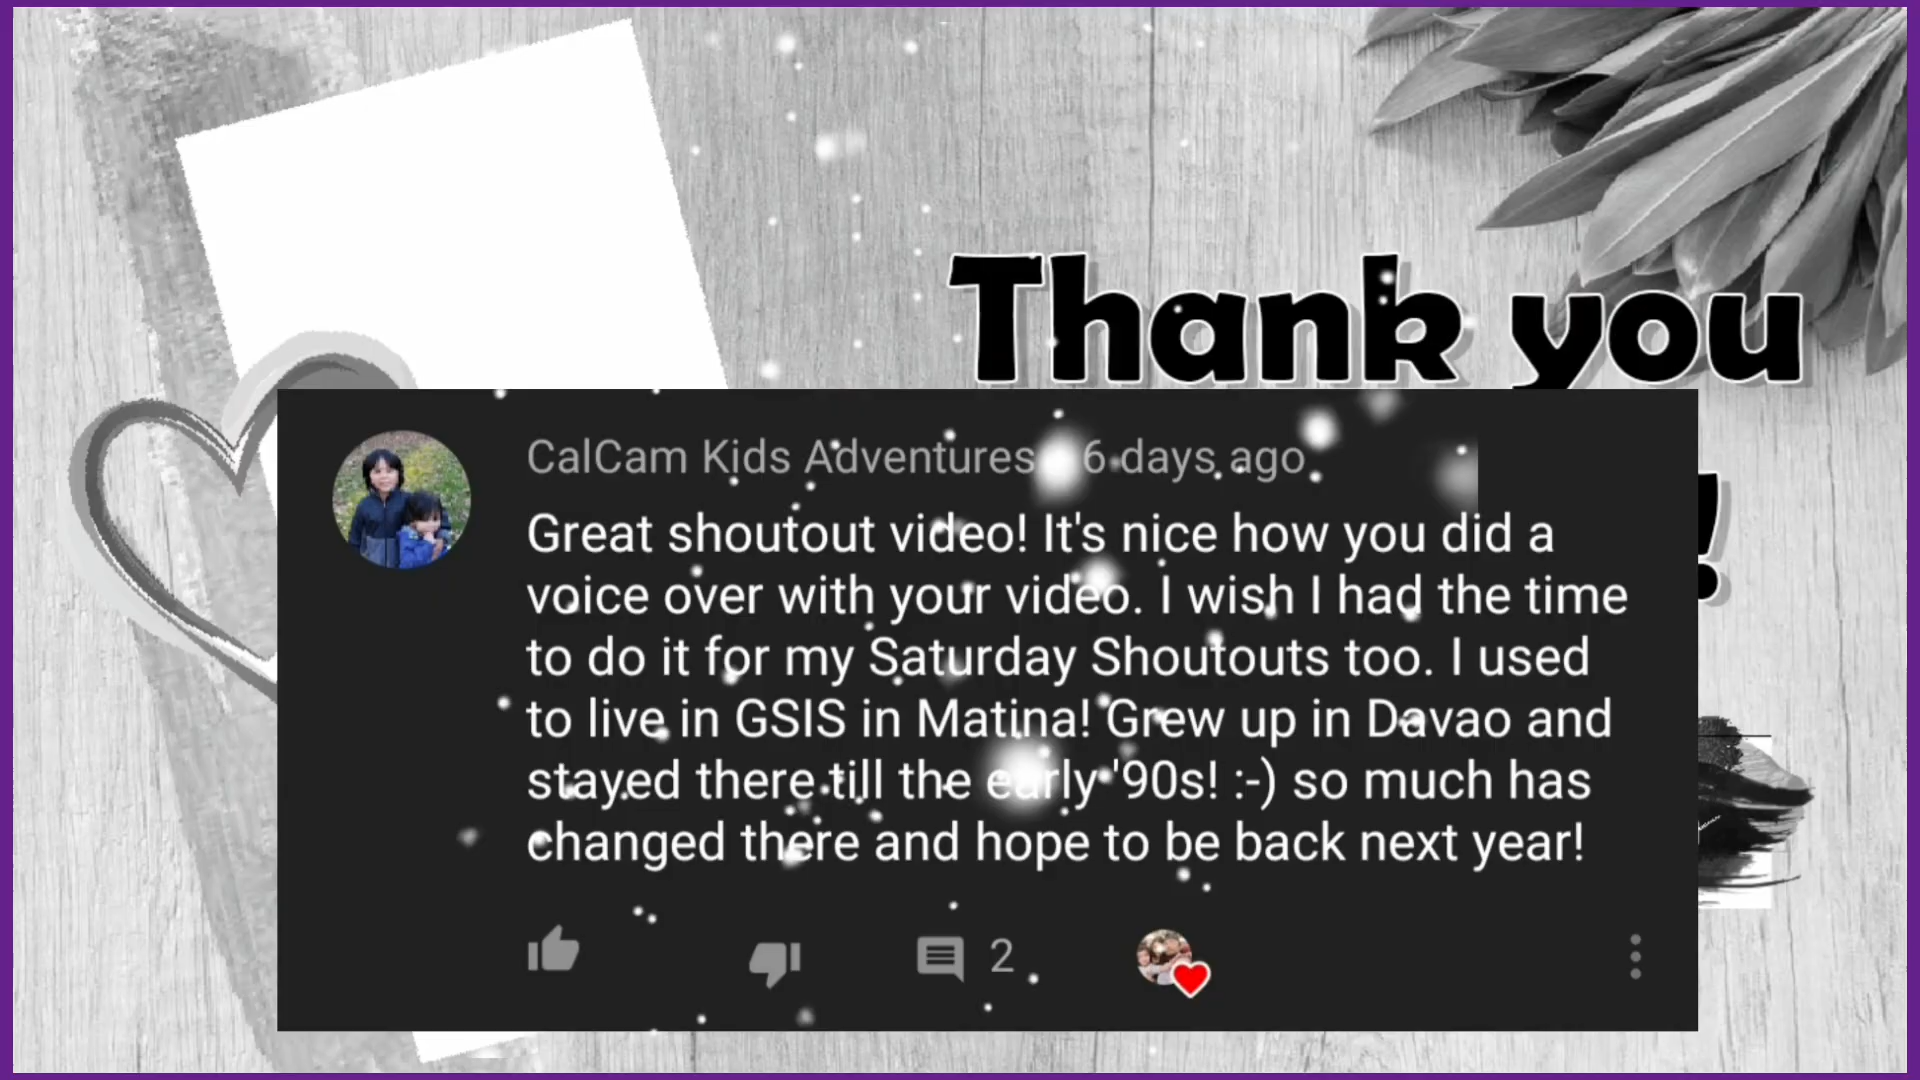 Thank you
!
CalCam Kids Adventures • 6 days ago
Great shoutout video! It's nice how you did a
voice over with your video. I wish I had the time
to do it for my Saturday Shoutouts too. I used
to live in GSIS in Matina! Grew up in Davao and
stayed there till the early '90s! :-) so much has
changed there and hope to be back next year!
2